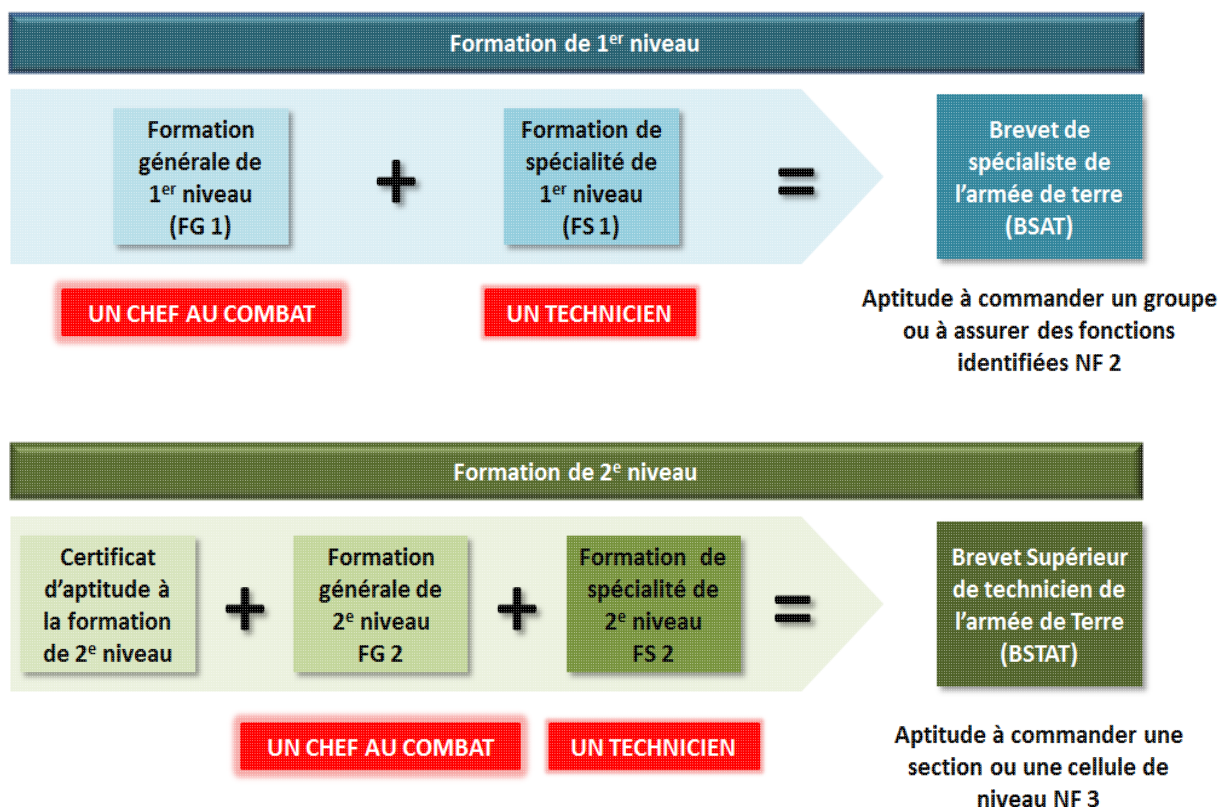 Formation de 1er niveau
Formation
générale de
1er niveau
(FG 1)
+
Formation de
spécialité de
1er niveau
(FS 1)
=
Brevet de
spécialiste de
l'armée de terre
(BSAT)
UN CHEF AU COMBAT
UN TECHNICIEN
Aptitude à commander un groupe
ou à assurer des fonctions
identifiées NF 2
Formation de 2e niveau
Certificat
d'aptitude à
la formation
de 2e niveau
+
Formation
générale de
2e niveau
FG 2
+
Formation de
spécialité de
2e niveau
FS 2
=
Brevet Supérieur
de technicien de
l'armée de Terre
(BSTAT)
UN CHEF AU COMBAT
UN TECHNICIEN
Aptitude à commander une
section ou une cellule de
niveau NF 3